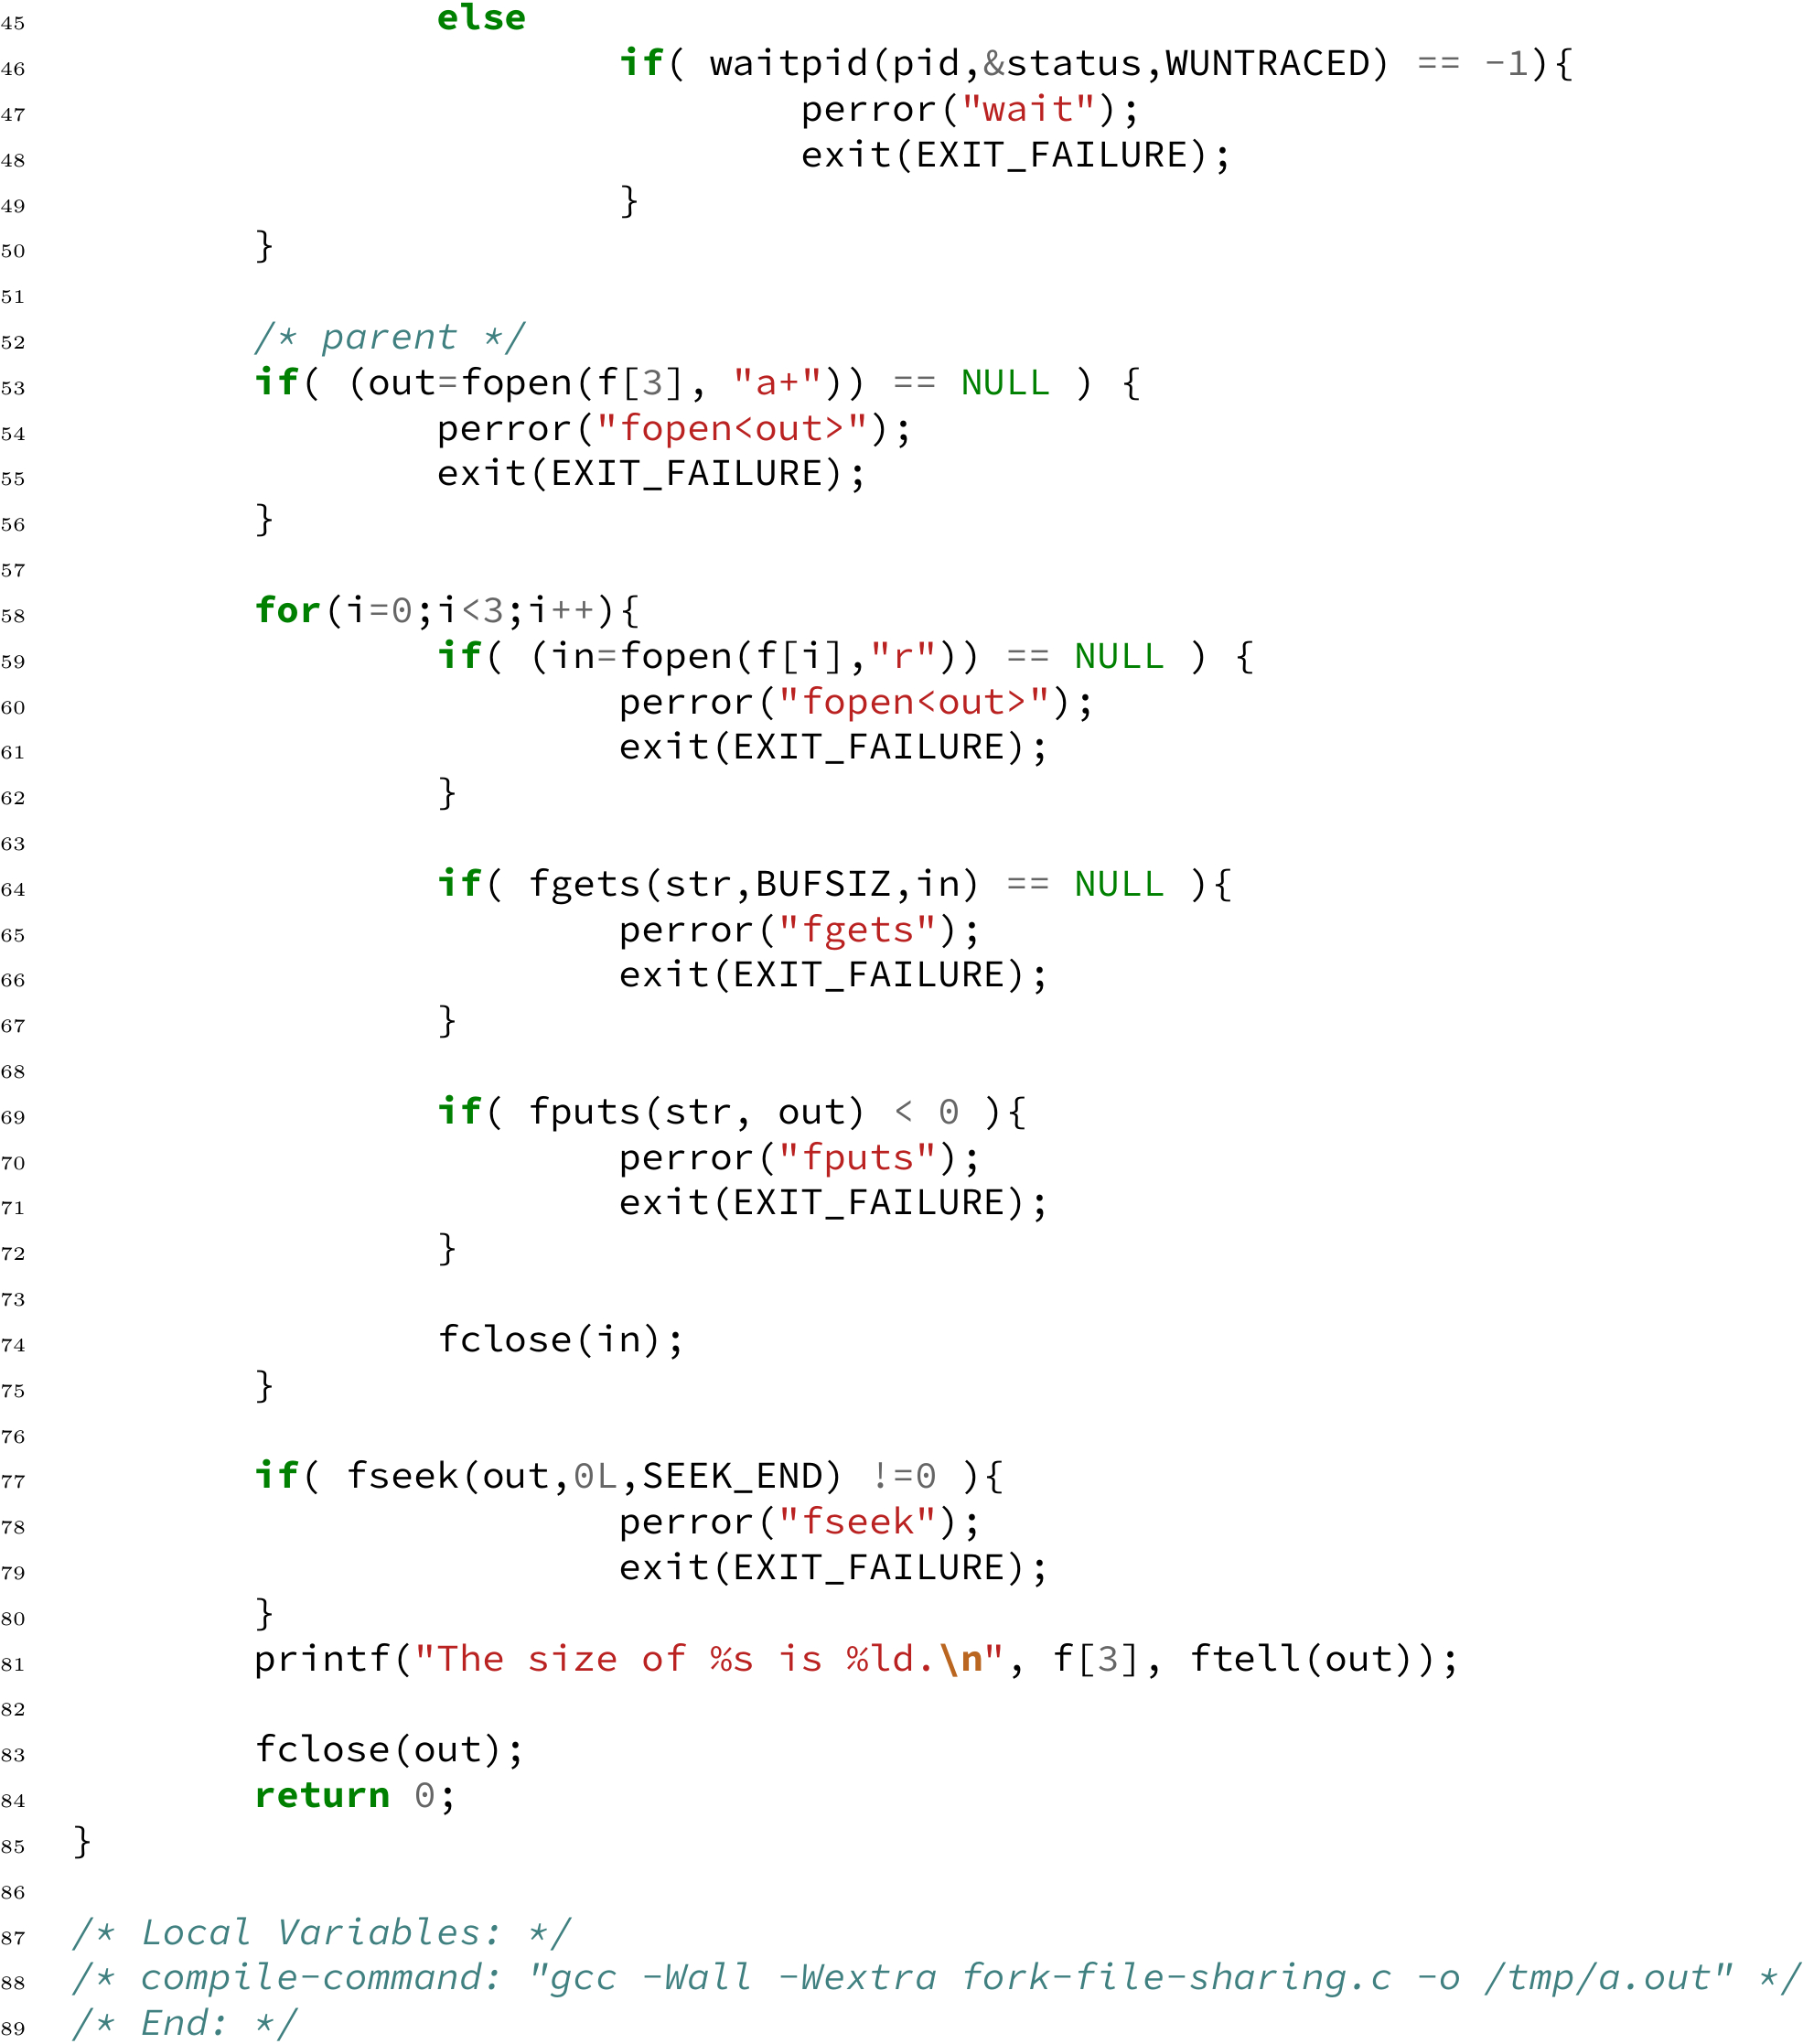 45 else
46 if( waitpid(pid,&status,WUNTRACED) == -1){
47 perror("wait");
48 exit(EXIT_FAILURE);
49 }
50 }
51
52 /* parent */
53 if( (out=fopen(f[3], "a+")) == NULL ) {
54 perror("fopen<out>");
55 exit(EXIT_FAILURE);
56 }
57
58 for(i=0;i<3;i++){
59 if( (in=fopen(f[i],"r")) == NULL ) {
60 perror("fopen<out>");
61 exit(EXIT_FAILURE);
62 }
63
64 if( fgets(str,BUFSIZ,in) == NULL ){
65 perror("fgets");
66 exit(EXIT_FAILURE);
67 }
68
69 if( fputs(str, out) < 0 ){
70 perror("fputs");
71 exit(EXIT_FAILURE);
72 }
73
74 fclose(in);
75 }
76
77 if( fseek(out,0L,SEEK_END) !=0 ){
78 perror("fseek");
79 exit(EXIT_FAILURE);
80 }
81 printf("The size of %s is %ld.\n", f[3], ftell(out));
82
83 fclose(out);
84 return 0;
85 }
86
87 /* Local Variables: */
88 /* compile-command: "gcc -Wall -Wextra fork-file-sharing.c -o /tmp/a.out" */
89 /* End: */